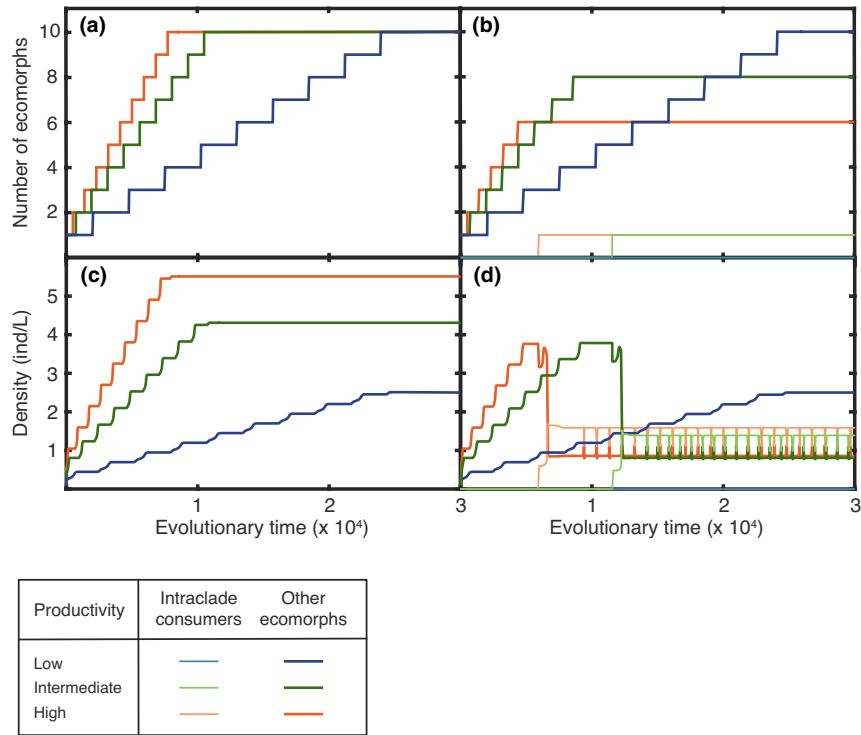 (a)
(b)
Number of ecomorphs
10
8
6
4
2
(c)
(d)
Density (ind/L)
5
4
3
2
1
1
2
3
1
2
3
Evolutionary time (x 10⁴)
Evolutionary time (x 10⁴)
Productivity
Intraclade consumers
Other ecomorphs
Low
Intermediate
High